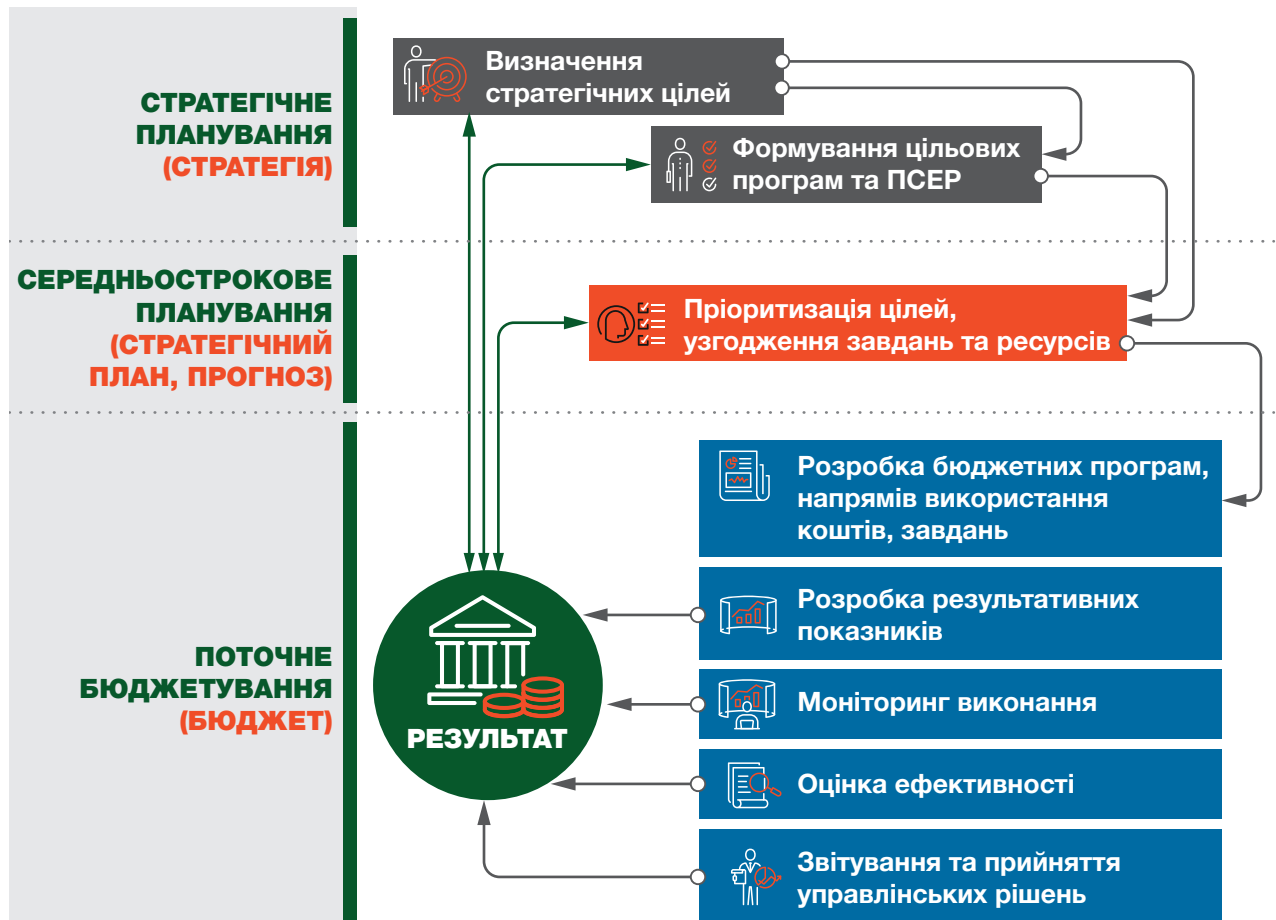 СТРАТЕГІЧНЕ
ПЛАНУВАННЯ
(СТРАТЕГІЯ)
Визначення
стратегічних цілей
Формування цільових
програм та ПСЕР
СЕРЕДНЬОСТРОКОВЕ
ПЛАНУВАННЯ
(СТРАТЕГІЧНИЙ
ПЛАН, ПРОГНОЗ)
Пріоритизація цілей,
узгодження завдань та ресурсів
ПОТОЧНЕ
БЮДЖЕТУВАННЯ
(БЮДЖЕТ)
РЕЗУЛЬТАТ
Розробка бюджетних програм,
напрямів використання
коштів, завдань
Розробка результативних
показників
Моніторинг виконання
Оцінка ефективності
Звітування та прийняття
управлінських рішень